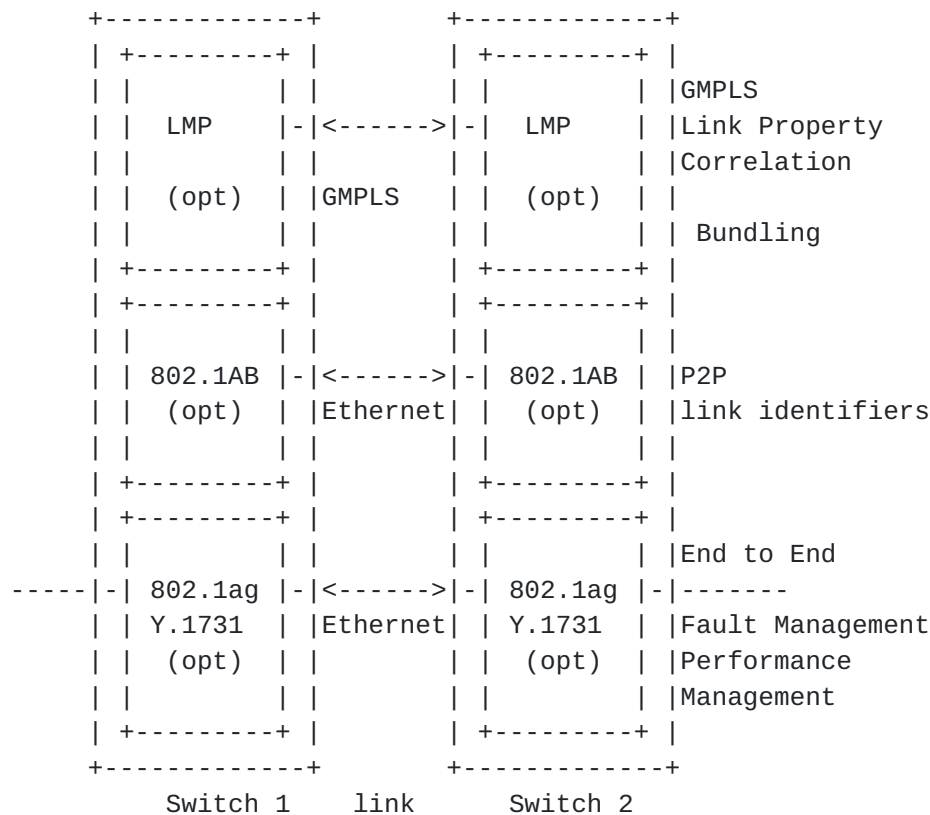 +-------------+        +-------------+
| +---------+ |        | +---------+ |
| |         | |        | |         | |GMPLS
| |  LMP    |-|<------>|-|  LMP    | |Link Property
| |         | |        | |         | |Correlation
| |  (opt)  | |GMPLS   | |  (opt)  | |
| |         | |        | |         | | Bundling
| +---------+ |        | +---------+ |
| +---------+ |        | +---------+ |
| |         | |        | |         | |
| | 802.1AB |-|<------>|-| 802.1AB | |P2P
| |  (opt)  | |Ethernet| |  (opt)  | |link identifiers
| |         | |        | |         | |
| +---------+ |        | +---------+ |
| +---------+ |        | +---------+ |
| |         | |        | |         | |End to End
-----|-| 802.1ag |-|<------>|-| 802.1ag |-|-------
| | Y.1731  | |Ethernet| | Y.1731  | |Fault Management
| |  (opt)  | |        | |  (opt)  | |Performance
| |         | |        | |         | |Management
| +---------+ |        | +---------+ |
+-------------+        +-------------+
Switch 1    link      Switch 2